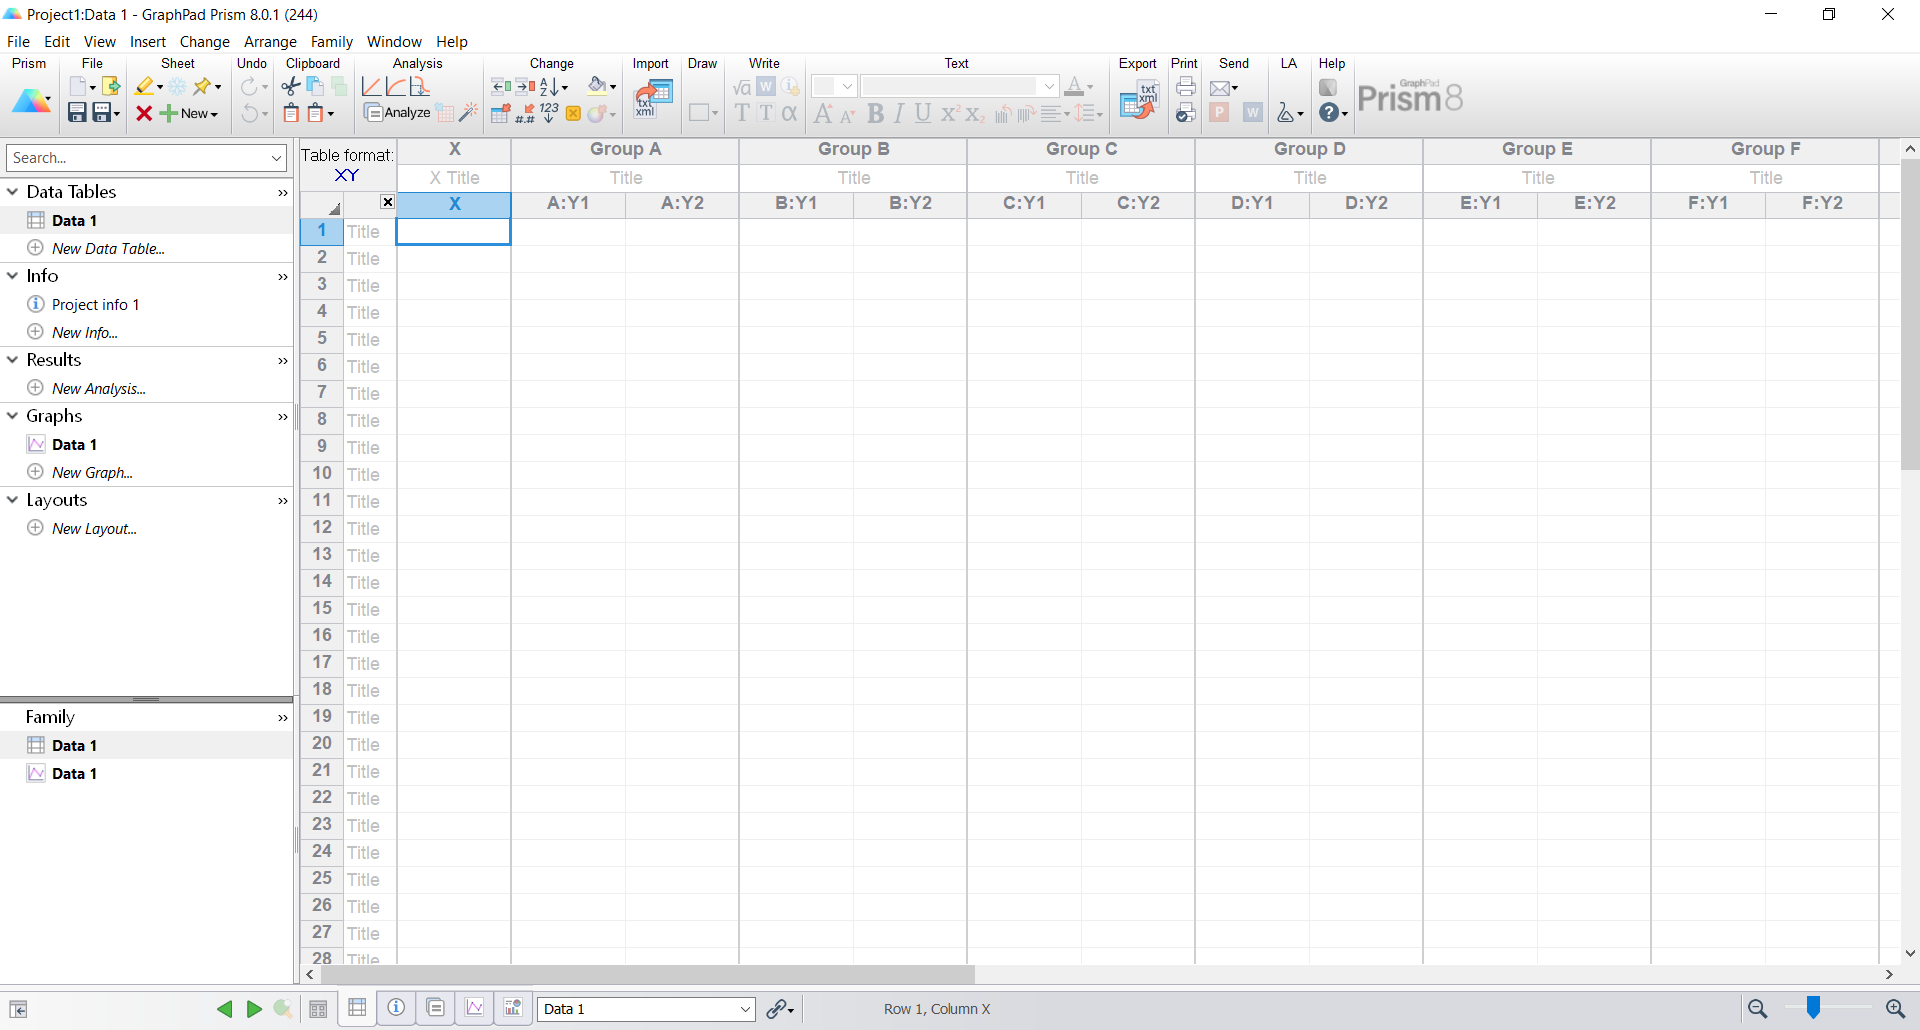 Project1:Data 1 - GraphPad Prism 8.0.1 (244)
File Edit View Insert Change Arrange Family Window Help
Prism File Sheet Undo Clipboard Analysis Change Import Draw Write Text Export Print Send LA Help
New Analyze GraphPad Prism 8
Search...
Data Tables
Data 1
New Data Table...
Info
Project info 1
New Info...
Results
New Analysis...
Graphs
Data 1
New Graph...
Layouts
New Layout...
Family
Data 1
Data 1
Table format: X Group A Group B Group C Group D Group E Group F
XY X Title Title Title Title Title Title Title
X A:Y1 A:Y2 B:Y1 B:Y2 C:Y1 C:Y2 D:Y1 D:Y2 E:Y1 E:Y2 F:Y1 F:Y2
1 Title
2 Title
3 Title
4 Title
5 Title
6 Title
7 Title
8 Title
9 Title
10 Title
11 Title
12 Title
13 Title
14 Title
15 Title
16 Title
17 Title
18 Title
19 Title
20 Title
21 Title
22 Title
23 Title
24 Title
25 Title
26 Title
27 Title
28 Title
Data 1 Row 1, Column X